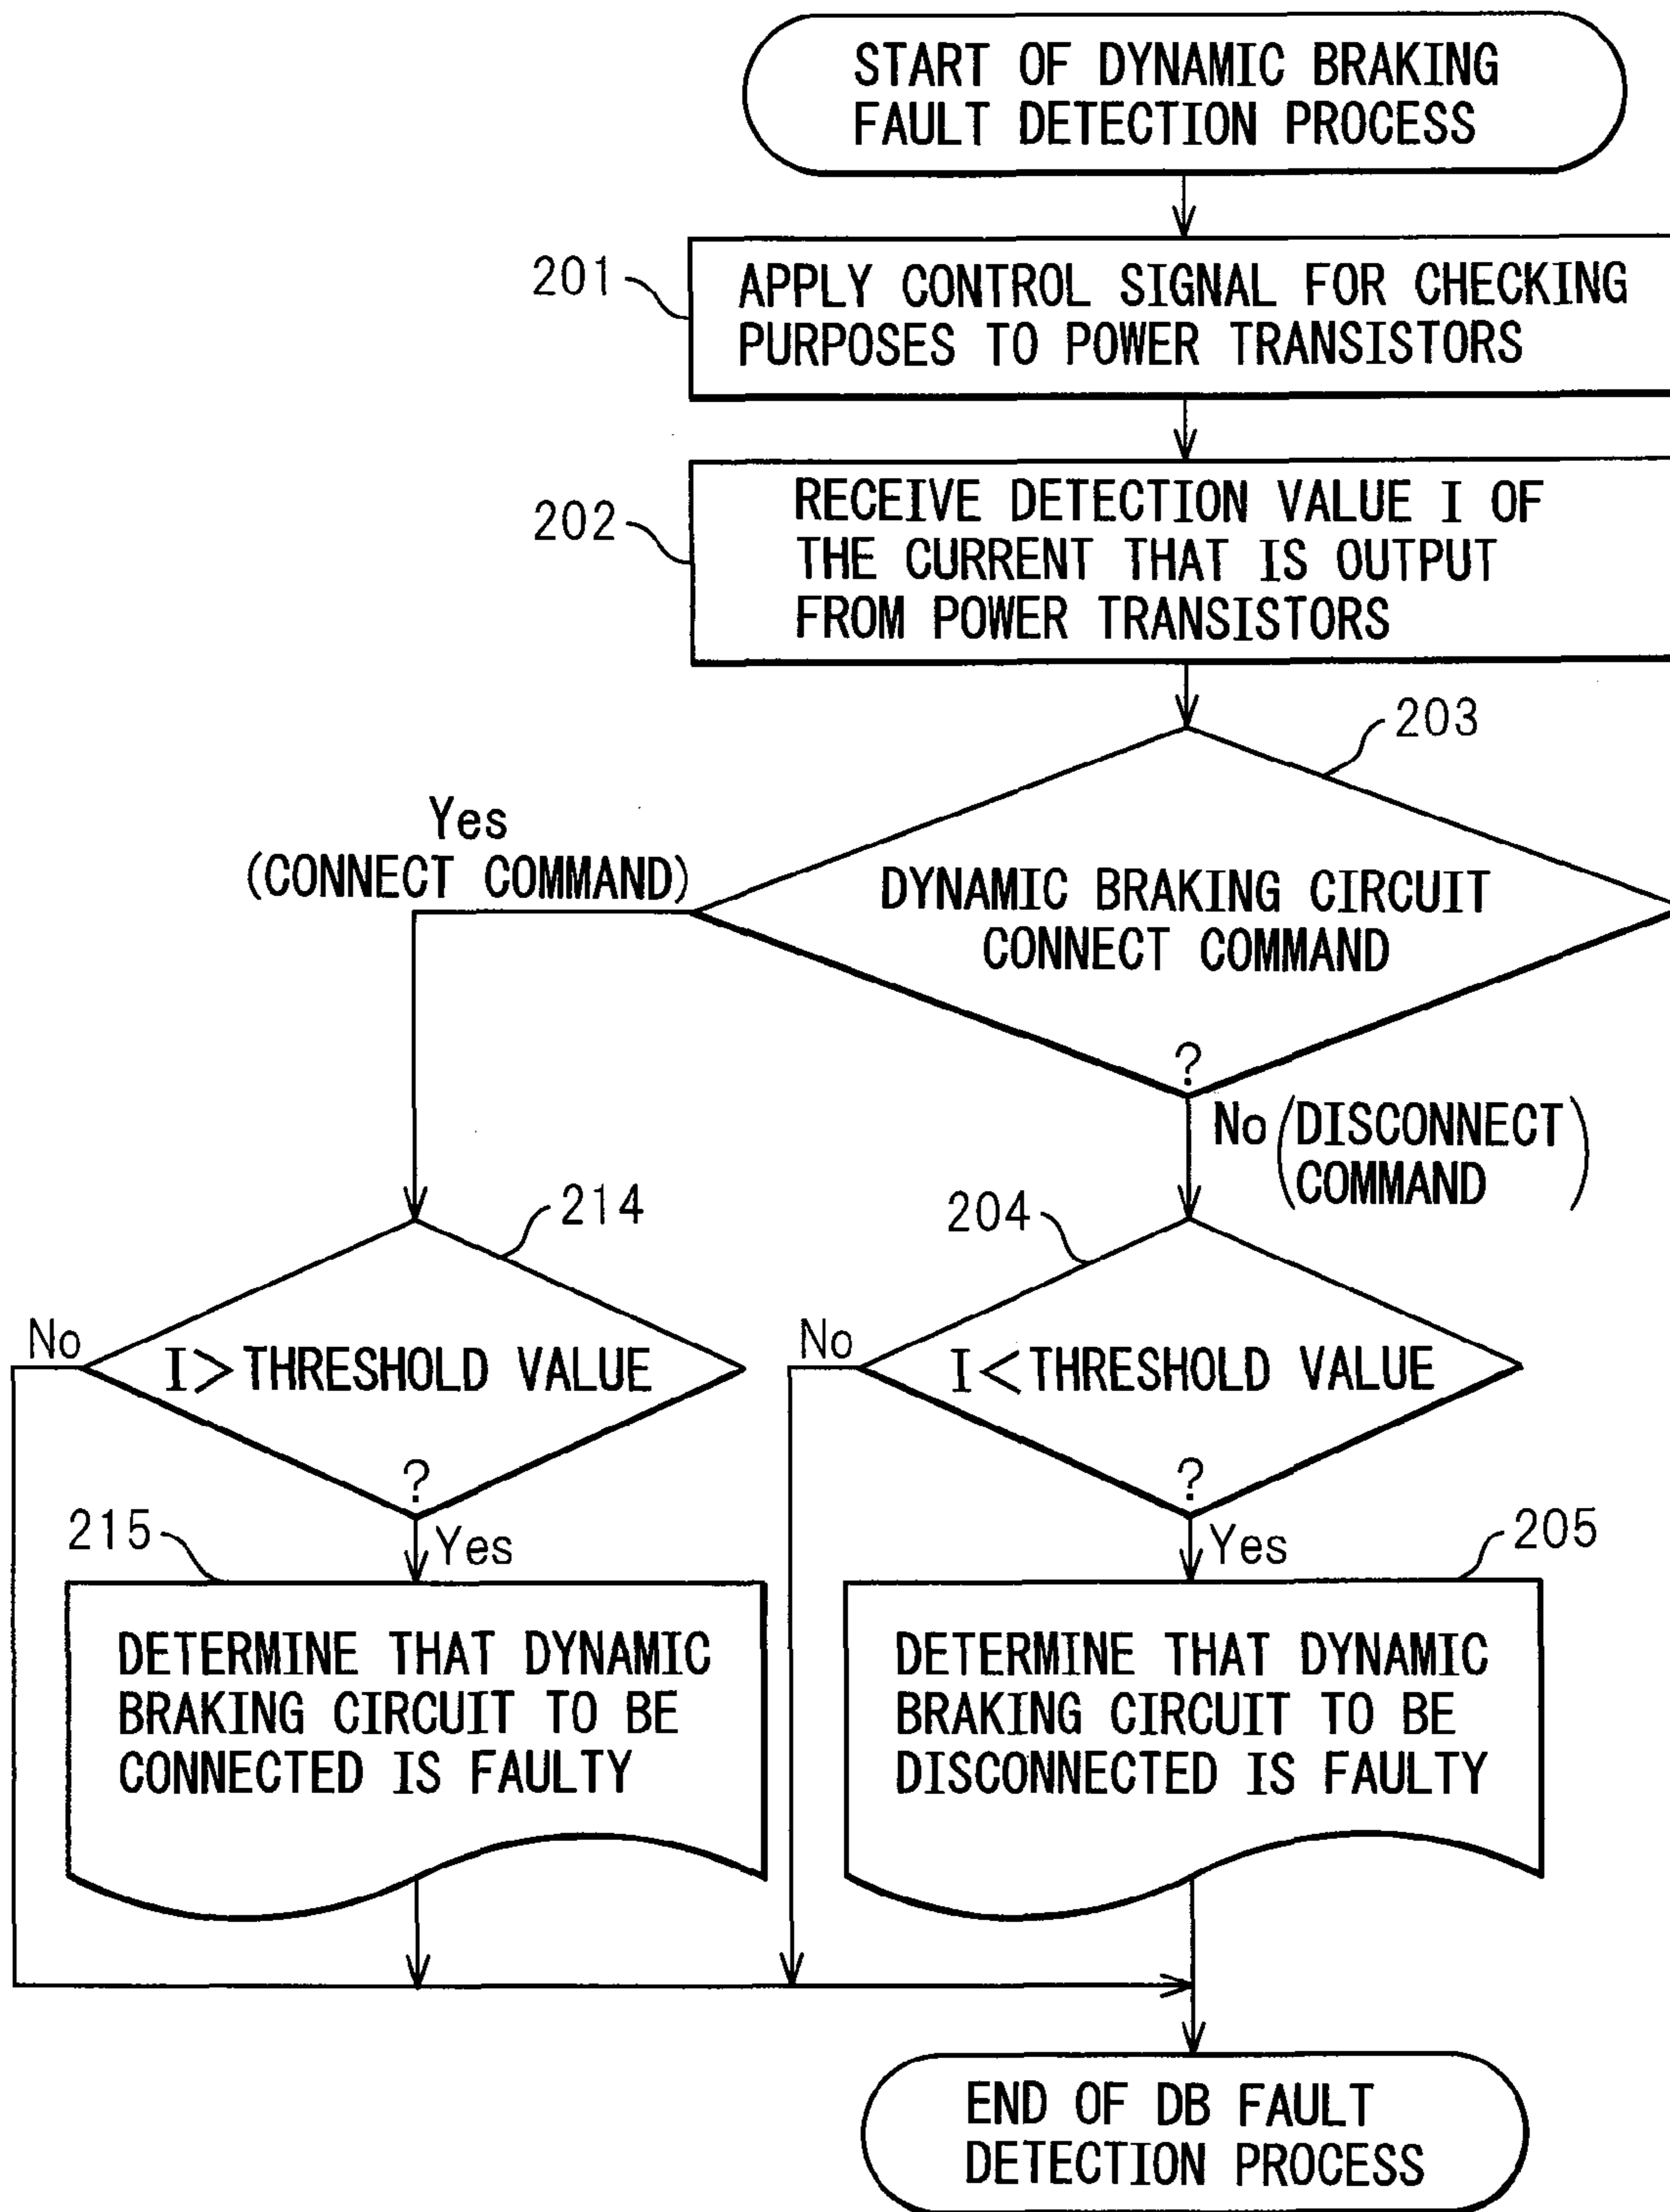 START OF DYNAMIC BRAKING
FAULT DETECTION PROCESS
201
APPLY CONTROL SIGNAL FOR CHECKING
PURPOSES TO POWER TRANSISTORS
202
RECEIVE DETECTION VALUE I OF
THE CURRENT THAT IS OUTPUT
FROM POWER TRANSISTORS
203
Yes
(CONNECT COMMAND)
DYNAMIC BRAKING CIRCUIT
CONNECT COMMAND
?
No (DISCONNECT
COMMAND)
214
204
No
I>THRESHOLD VALUE
?
No
I<THRESHOLD VALUE
?
215
Yes
Yes
205
DETERMINE THAT DYNAMIC
BRAKING CIRCUIT TO BE
CONNECTED IS FAULTY
DETERMINE THAT DYNAMIC
BRAKING CIRCUIT TO BE
DISCONNECTED IS FAULTY
END OF DB FAULT
DETECTION PROCESS